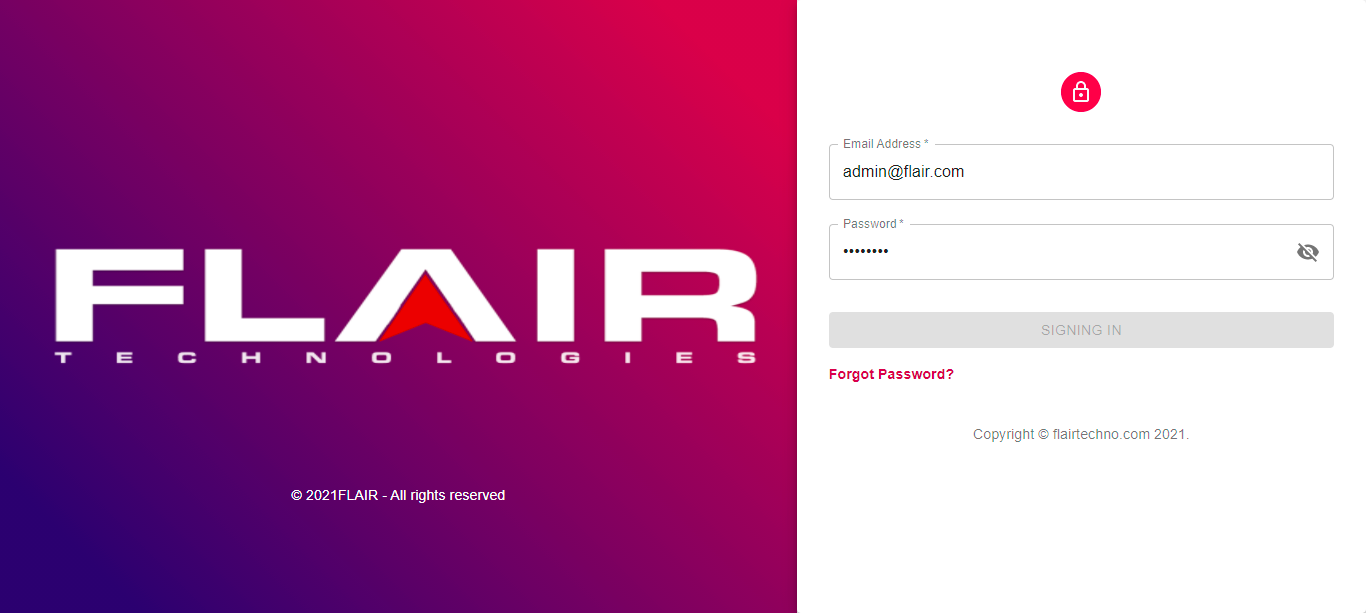 FLAIR
TECHNOLOGIES
© 2021FLAIR - All rights reserved
Email Address *
admin@flair.com
Password *
••••••••
SIGNING IN
Forgot Password?
Copyright © flairtechno.com 2021.